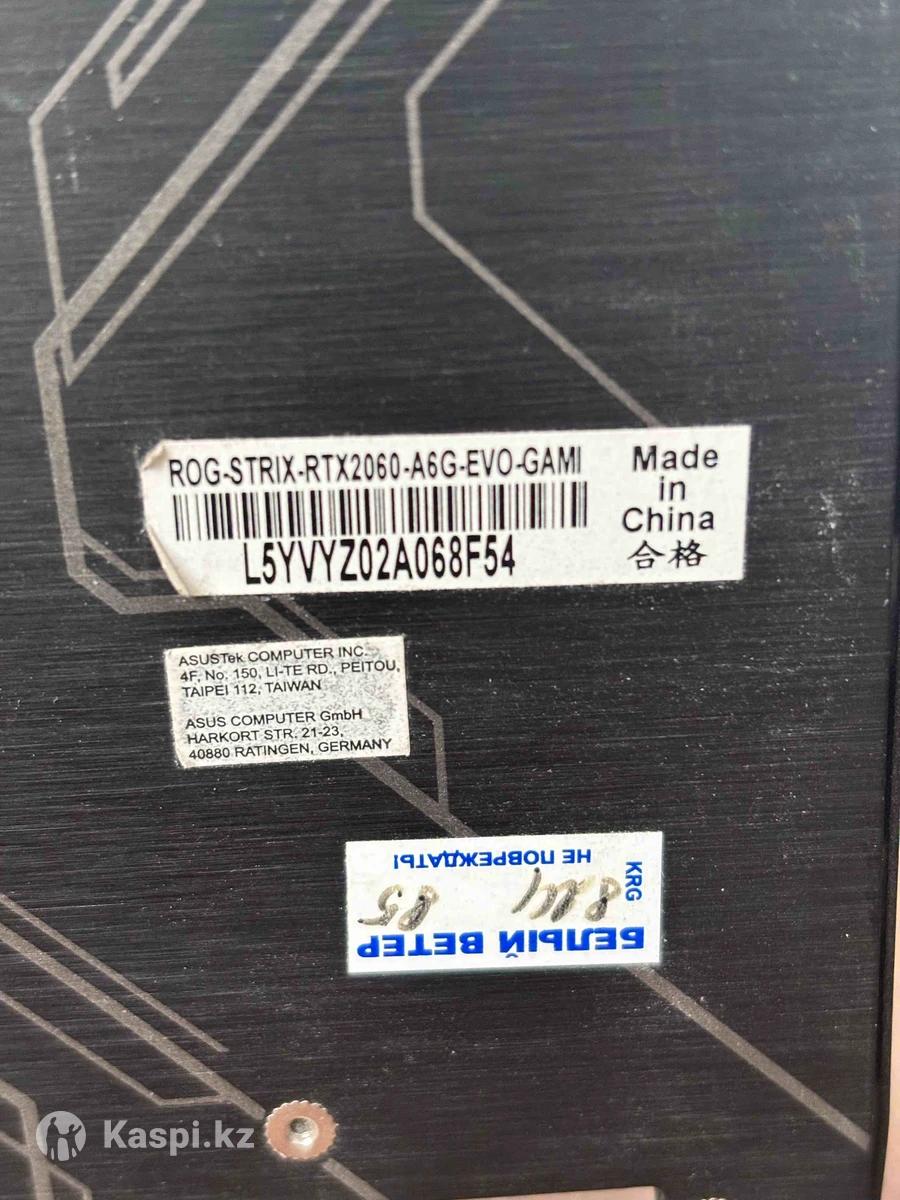 ROG-STRIX-RTX2060-A6G-EVO-GAMI
L5YVYZ02A068F54
Made
in
China
合格
ASUSTek COMPUTER INC.
4F, No. 150, LI-TE RD., PEITOU,
TAIPEI 112, TAIWAN
ASUS COMPUTER GmbH
HARKORT STR. 21-23,
40880 RATINGEN, GERMANY
БЕЛЫЙ ВЕТЕР
KRG
НЕ ПОВРЕЖДАТЬ!
Kaspi.kz